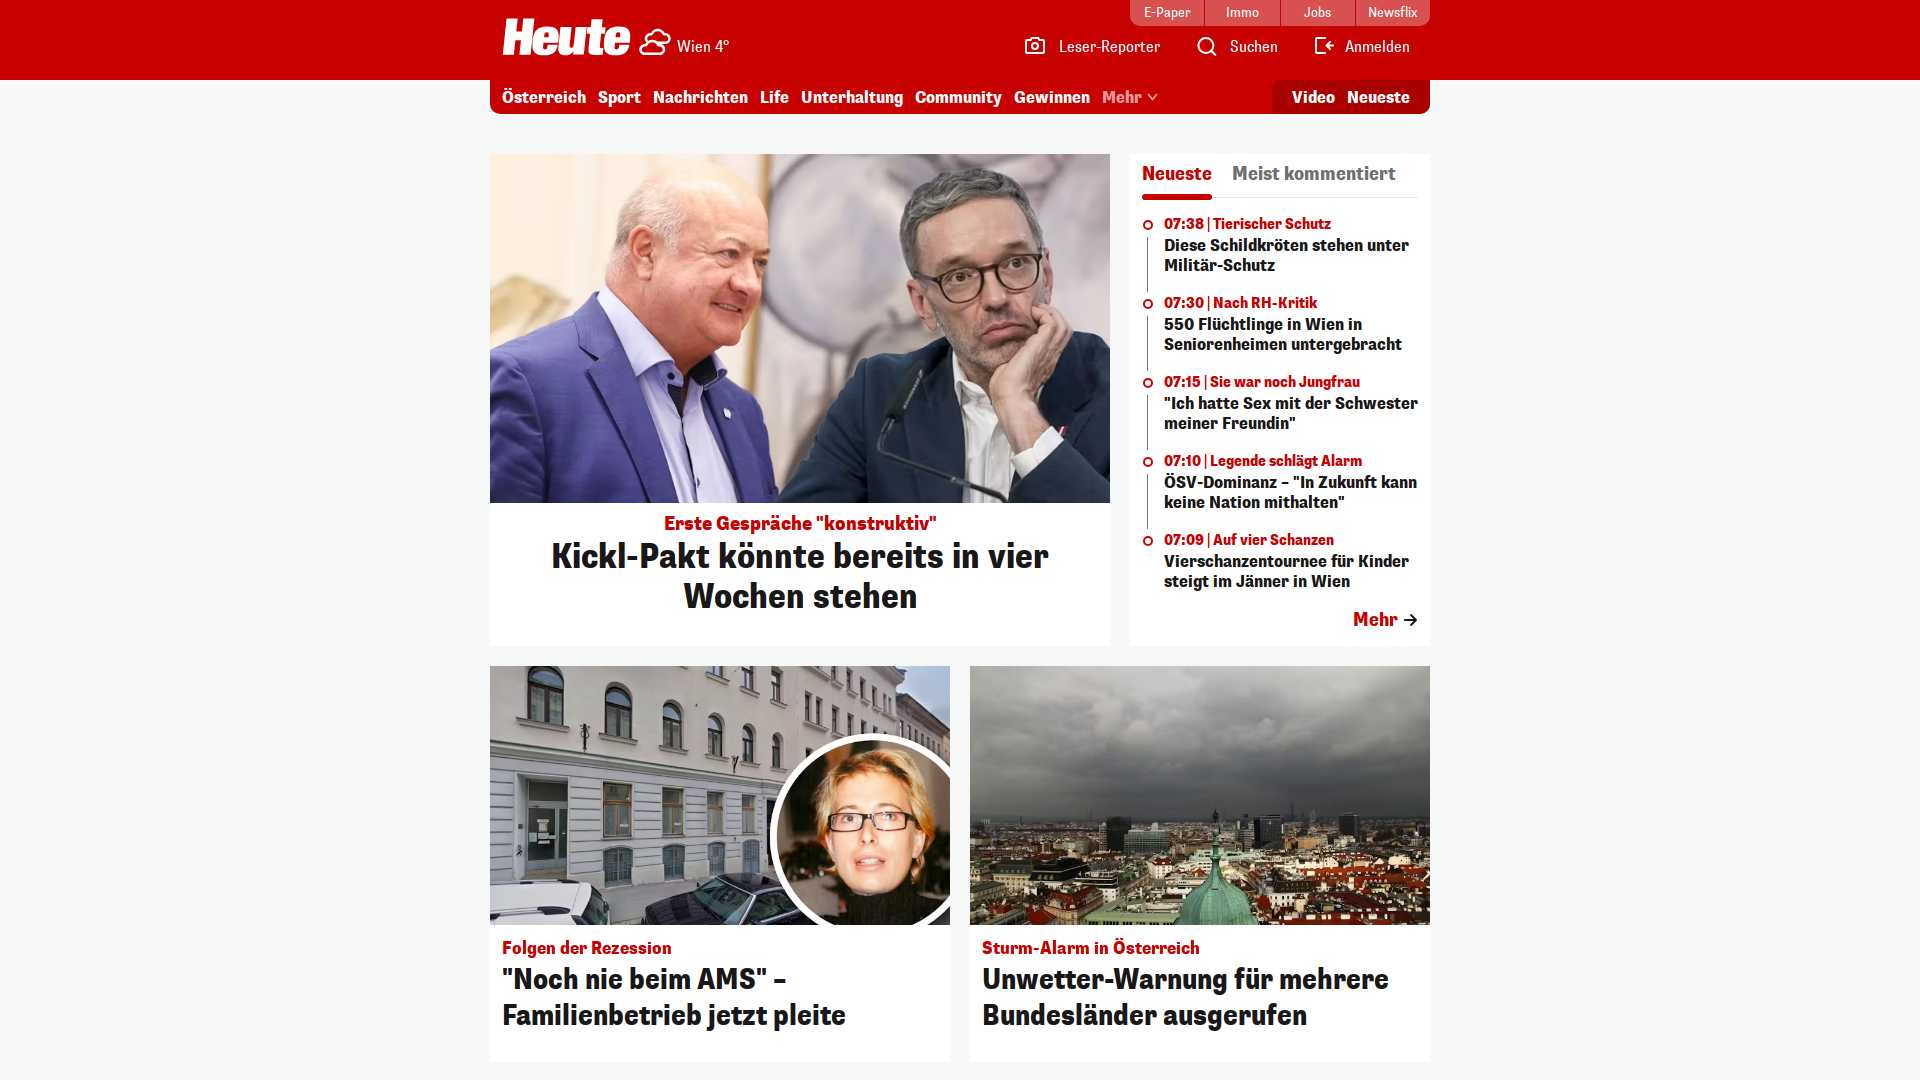 E-Paper
Immo
Jobs
Newsflix
Heute
Wien 4°
Leser-Reporter
Suchen
Anmelden
Österreich
Sport
Nachrichten
Life
Unterhaltung
Community
Gewinnen
Mehr
Video
Neueste
Erste Gespräche "konstruktiv"
Kickl-Pakt könnte bereits in vier
Wochen stehen
Neueste
Meist kommentiert
07:38 | Tierischer Schutz
Diese Schildkröten stehen unter
Militär-Schutz
07:30 | Nach RH-Kritik
550 Flüchtlinge in Wien in
Seniorenheimen untergebracht
07:15 | Sie war noch Jungfrau
"Ich hatte Sex mit der Schwester
meiner Freundin"
07:10 | Legende schlägt Alarm
ÖSV-Dominanz – "In Zukunft kann
keine Nation mithalten"
07:09 | Auf vier Schanzen
Vierschanzentournee für Kinder
steigt im Jänner in Wien
Mehr
Folgen der Rezession
"Noch nie beim AMS" –
Familienbetrieb jetzt pleite
Sturm-Alarm in Österreich
Unwetter-Warnung für mehrere
Bundesländer ausgerufen